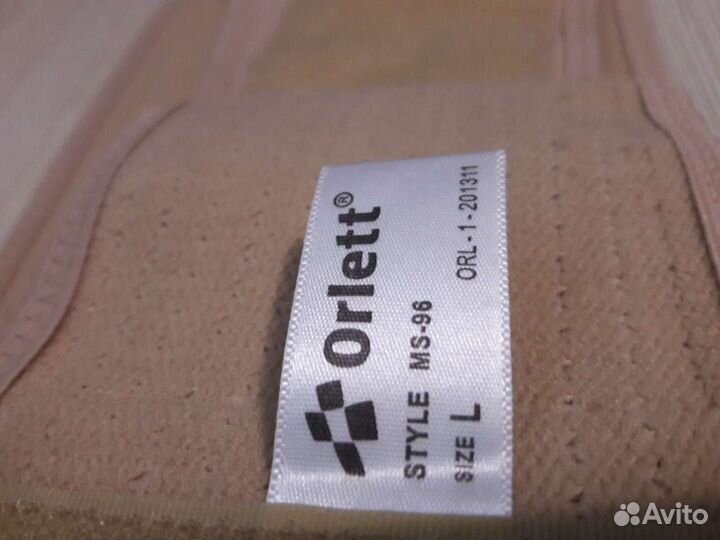 Orlett®
STYLE MS-96
SIZE L ORL-1-201311
Avito